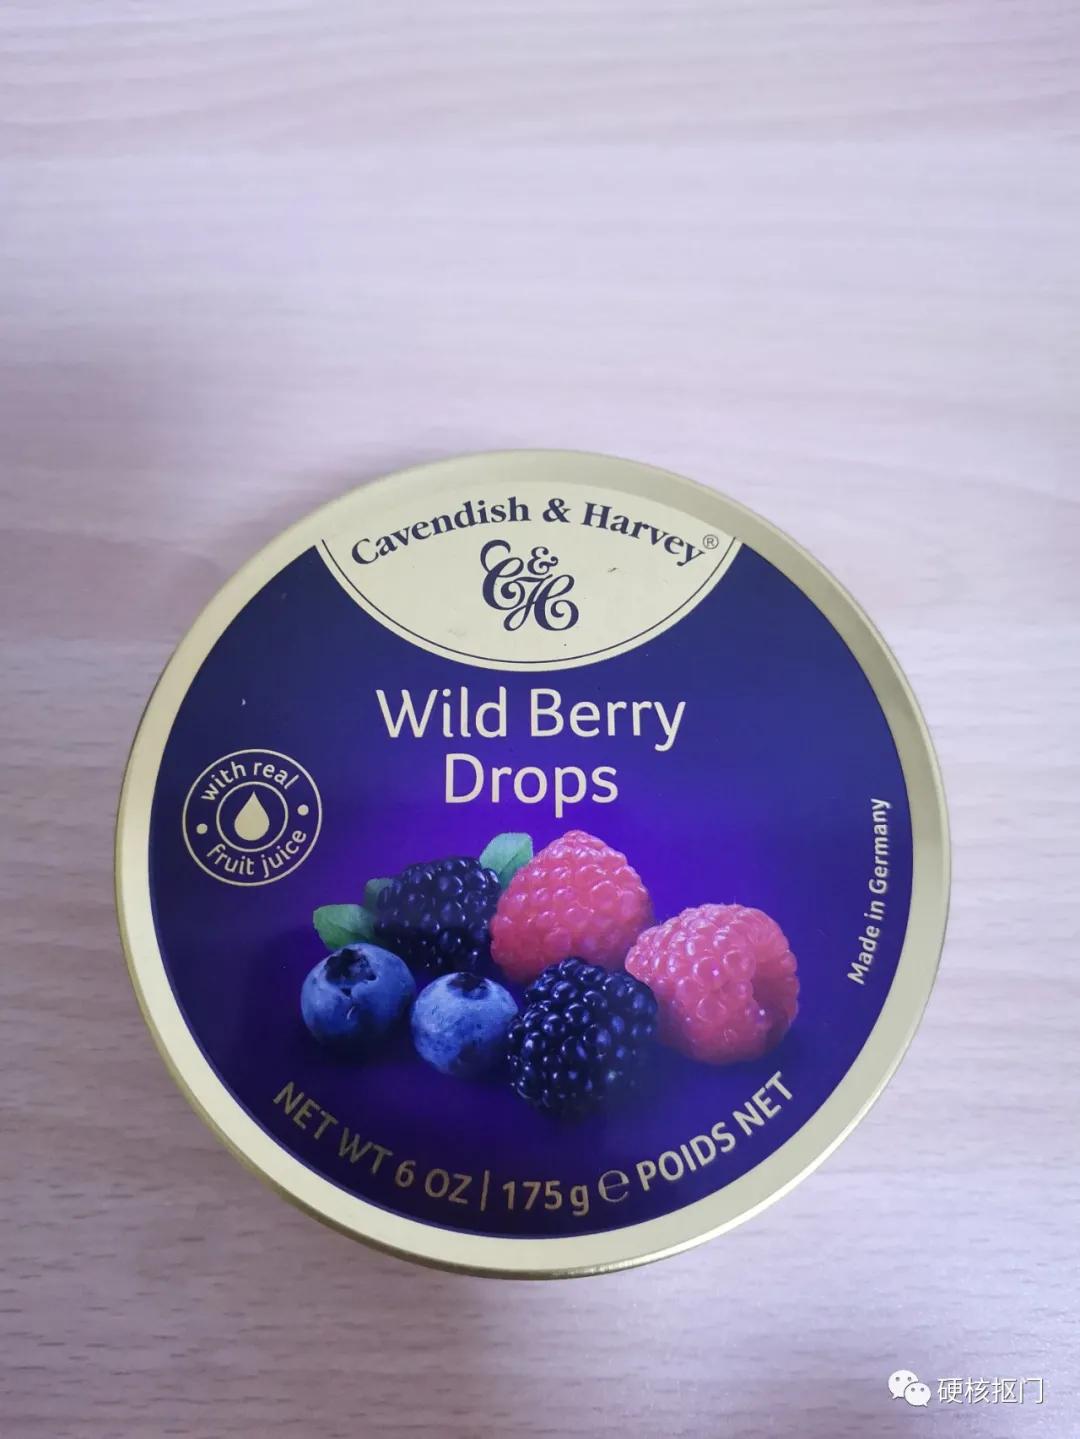 Cavendish & Harvey®
C&H
Wild Berry
Drops
with real
fruit juice
Made in Germany
NET WT 6 OZ | 175g ℮ POIDS NET
硬核抠门